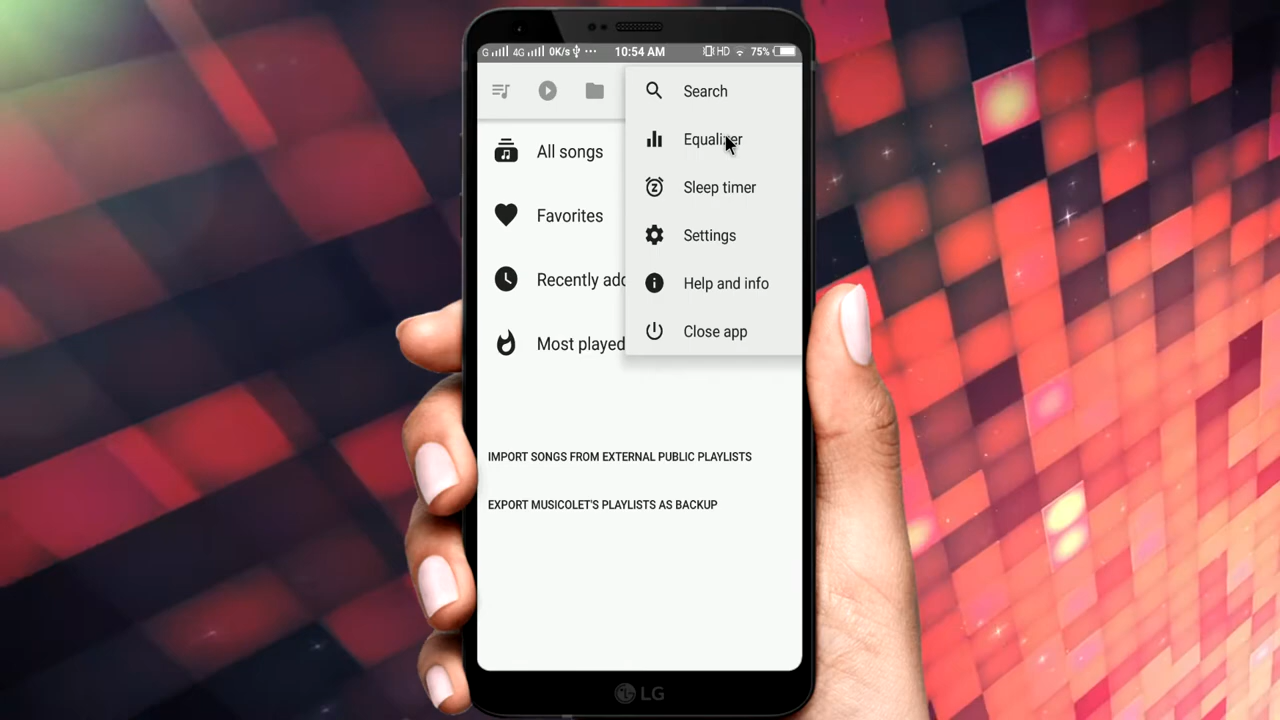 G 4G 0K/s ... 10:54 AM HD 75%
Search
Equalizer
All songs
Sleep timer
Favorites
Settings
Recently add
Help and info
Close app
Most played
IMPORT SONGS FROM EXTERNAL PUBLIC PLAYLISTS
EXPORT MUSICOLET'S PLAYLISTS AS BACKUP
LG